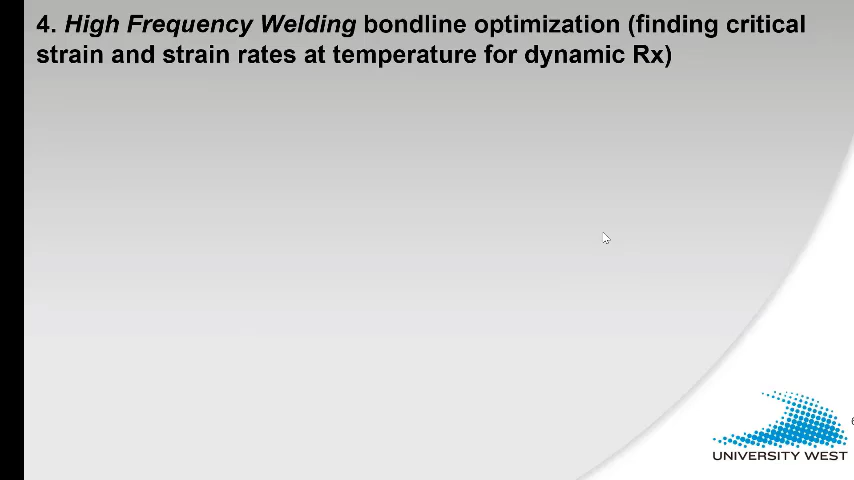 4. High Frequency Welding bondline optimization (finding critical
strain and strain rates at temperature for dynamic Rx)
UNIVERSITY WEST